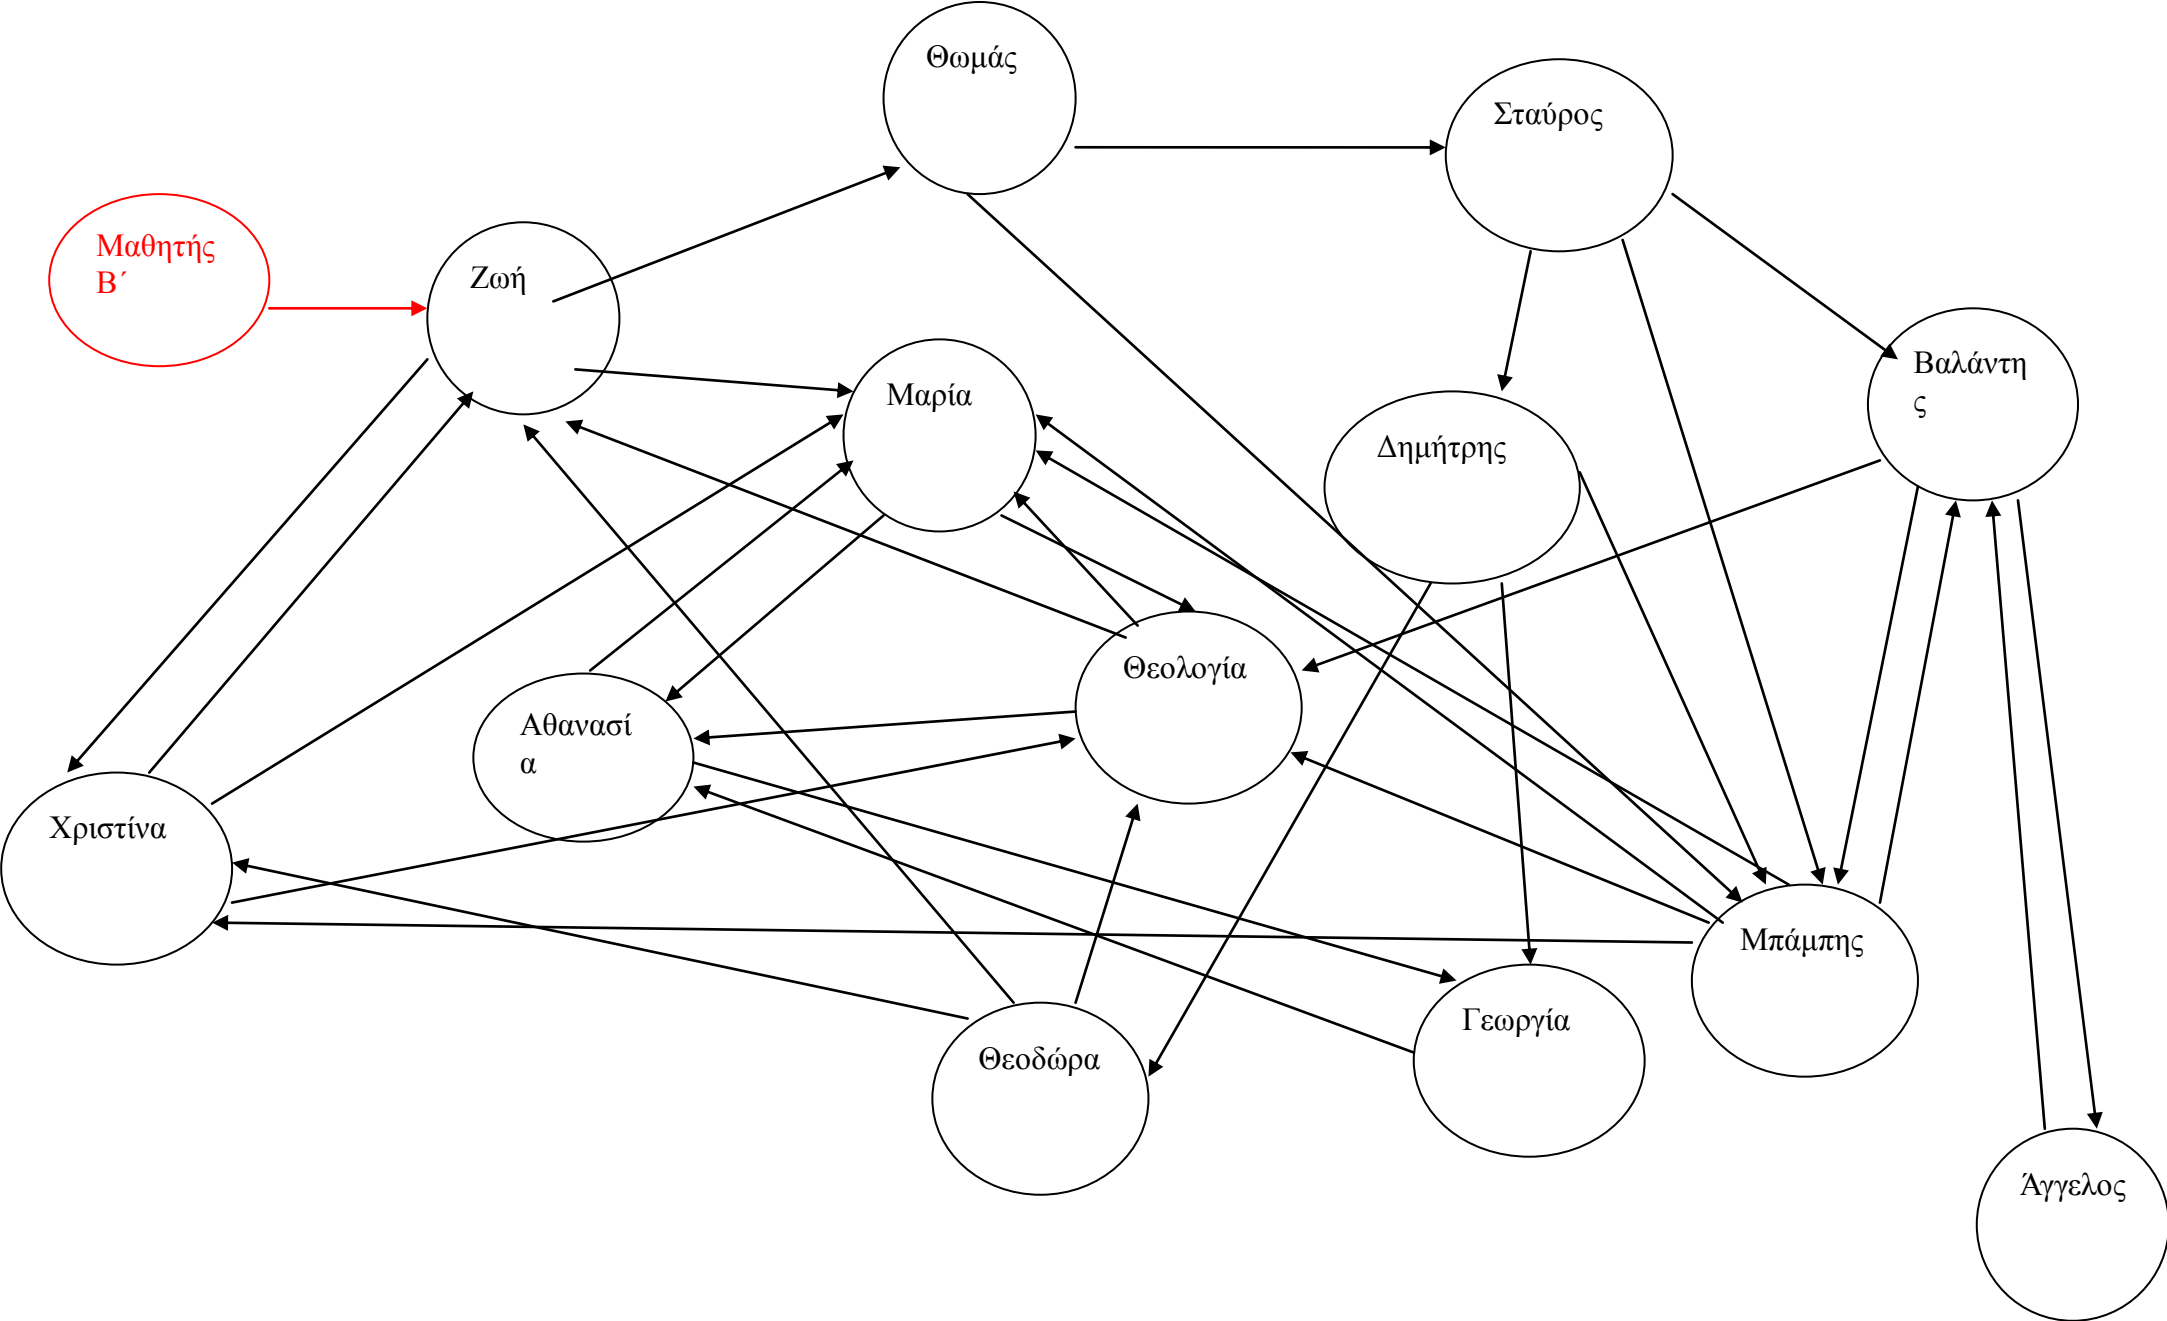 Θωμάς
Σταύρος
Μαθητής
Β΄
Ζωή
Βαλάντη
ς
Μαρία
Δημήτρης
Θεολογία
Αθανασί
α
Χριστίνα
Μπάμπης
Γεωργία
Θεοδώρα
Άγγελος